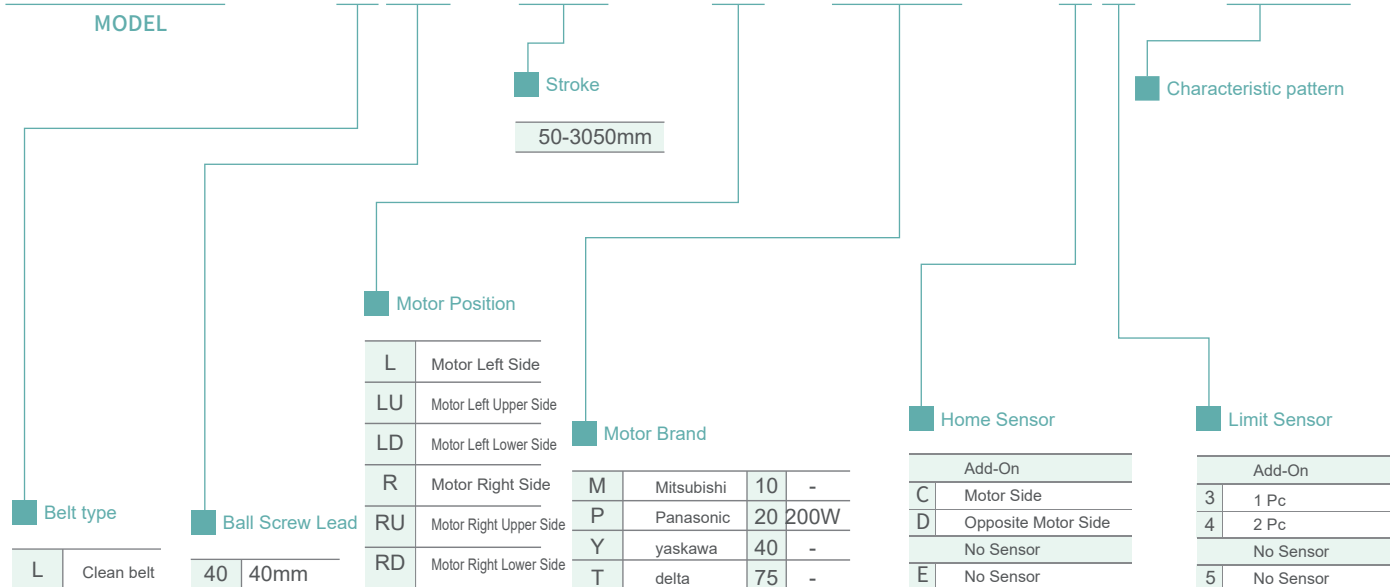 MODEL
Stroke
50-3050mm
Characteristic pattern
Motor Position
L Motor Left Side
LU Motor Left Upper Side
LD Motor Left Lower Side
R Motor Right Side
RU Motor Right Upper Side
RD Motor Right Lower Side
Motor Brand
M Mitsubishi 10 -
P Panasonic 20 200W
Y yaskawa 40 -
T delta 75 -
Home Sensor
Add-On
C Motor Side
D Opposite Motor Side
No Sensor
E No Sensor
Limit Sensor
Add-On
3 1 Pc
4 2 Pc
No Sensor
5 No Sensor
Belt type
L Clean belt
Ball Screw Lead
40 40mm